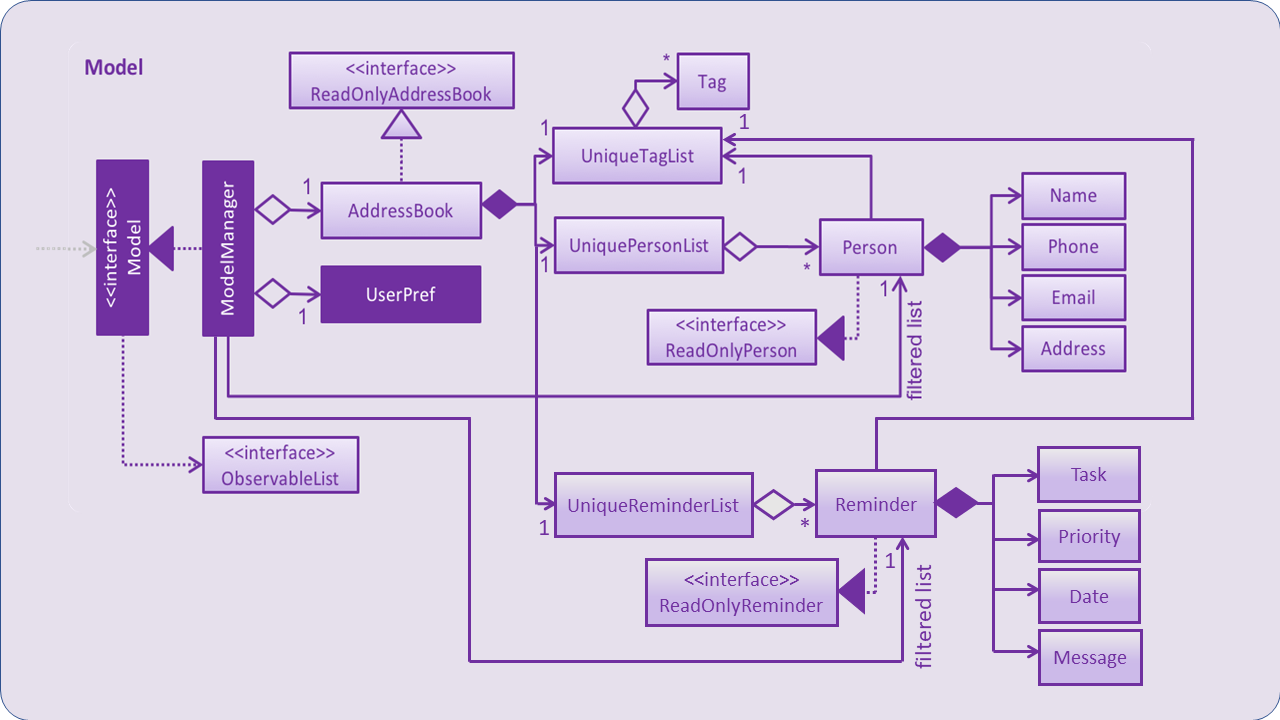 Model
<<interface>>
ReadOnlyAddressBook
*
Tag
1
1
UniqueTagList
1
<<interface>>
Model
ModelManager
1
AddressBook
UniquePersonList
1
*
Person
1
Name
Phone
Email
Address
1
UserPref
<<interface>>
ReadOnlyPerson
filtered list
<<interface>>
ObservableList
UniqueReminderList
1
*
Reminder
1
Task
Priority
Date
Message
<<interface>>
ReadOnlyReminder
filtered list